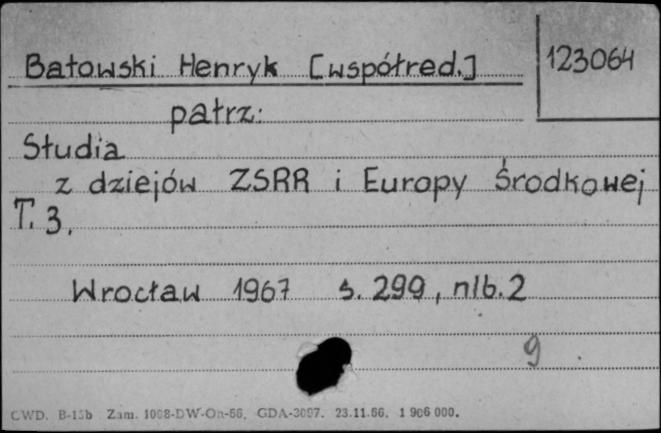 Batowski Henryk [współred.]
123064
patrz:
Studia
z dziejów ZSRR i Europy Środkowej
T. 3.
Wrocław 1967 s. 299, nlb. 2
9
CWD. B-15b Zam. 1068-DW-On-66. GDA-3097. 23.11.66. 1 906 000.